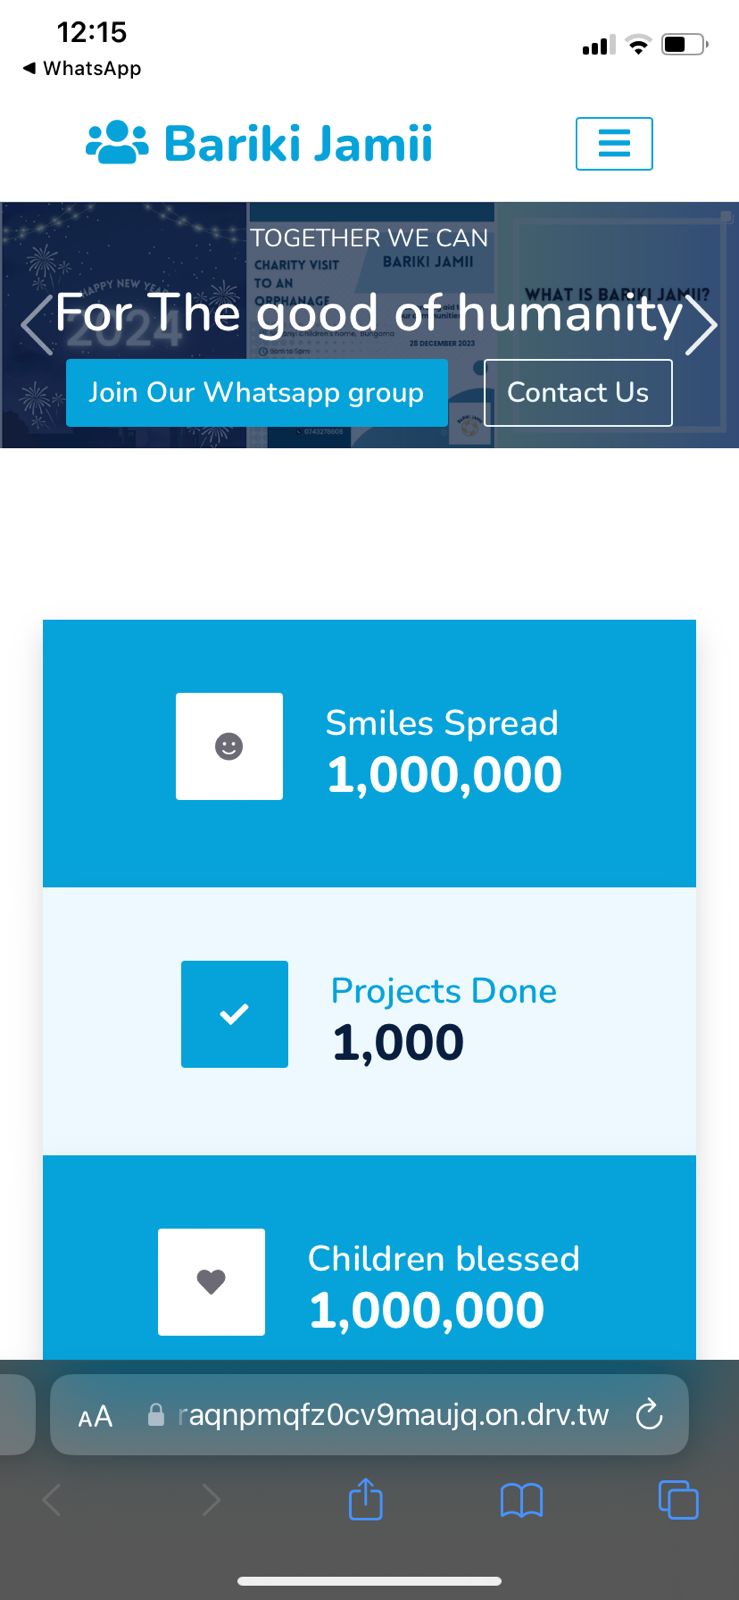 12:15
◀ WhatsApp
Bariki Jamii
TOGETHER WE CAN
CHARITY VISIT
TO AN
ORPHANAGE
BARIKI JAMII
HAPPY NEW YEAR
2024
WHAT IS BARIKI JAMII?
For The good of humanity
28 DECEMBER 2023
Join Our Whatsapp group
Contact Us
Smiles Spread
1,000,000
Projects Done
1,000
Children blessed
1,000,000
AA
raqnpmqfz0cv9maujq.on.drv.tw